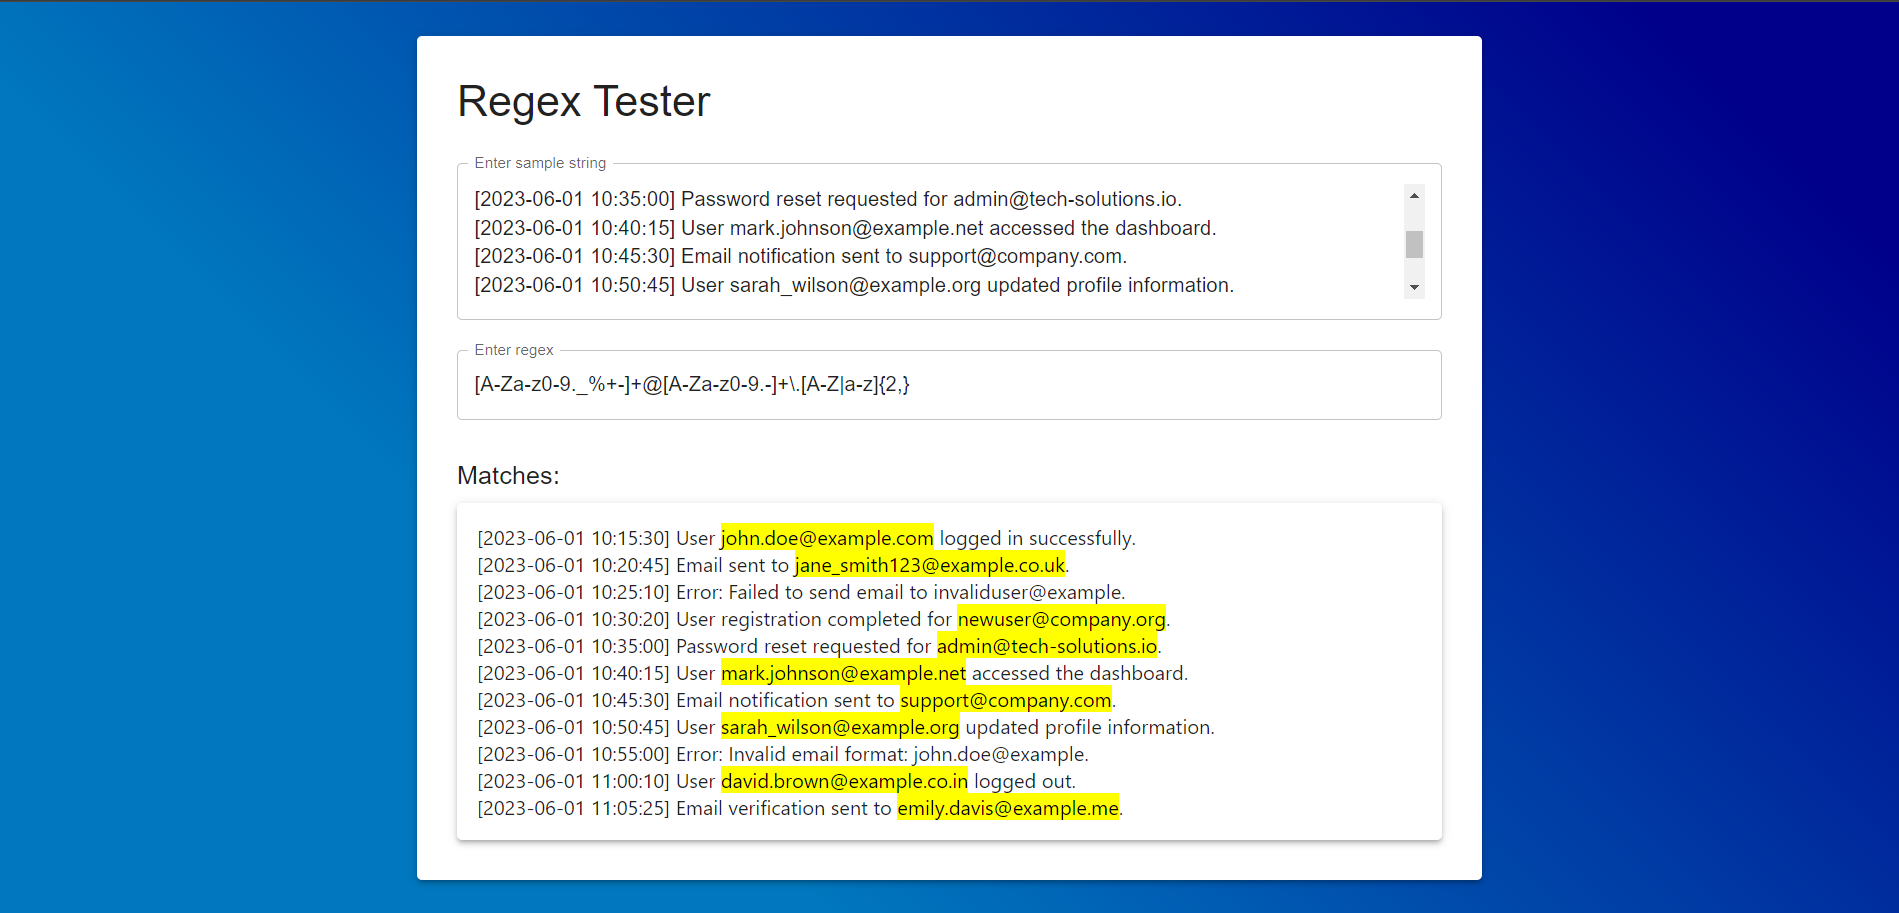 Regex Tester
Enter sample string
[2023-06-01 10:35:00] Password reset requested for admin@tech-solutions.io.
[2023-06-01 10:40:15] User mark.johnson@example.net accessed the dashboard.
[2023-06-01 10:45:30] Email notification sent to support@company.com.
[2023-06-01 10:50:45] User sarah_wilson@example.org updated profile information.
Enter regex
[A-Za-z0-9._%+-]+@[A-Za-z0-9.-]+\.[A-Z|a-z]{2,}
Matches:
[2023-06-01 10:15:30] User john.doe@example.com logged in successfully.
[2023-06-01 10:20:45] Email sent to jane_smith123@example.co.uk.
[2023-06-01 10:25:10] Error: Failed to send email to invaliduser@example.
[2023-06-01 10:30:20] User registration completed for newuser@company.org.
[2023-06-01 10:35:00] Password reset requested for admin@tech-solutions.io.
[2023-06-01 10:40:15] User mark.johnson@example.net accessed the dashboard.
[2023-06-01 10:45:30] Email notification sent to support@company.com.
[2023-06-01 10:50:45] User sarah_wilson@example.org updated profile information.
[2023-06-01 10:55:00] Error: Invalid email format: john.doe@example.
[2023-06-01 11:00:10] User david.brown@example.co.in logged out.
[2023-06-01 11:05:25] Email verification sent to emily.davis@example.me.